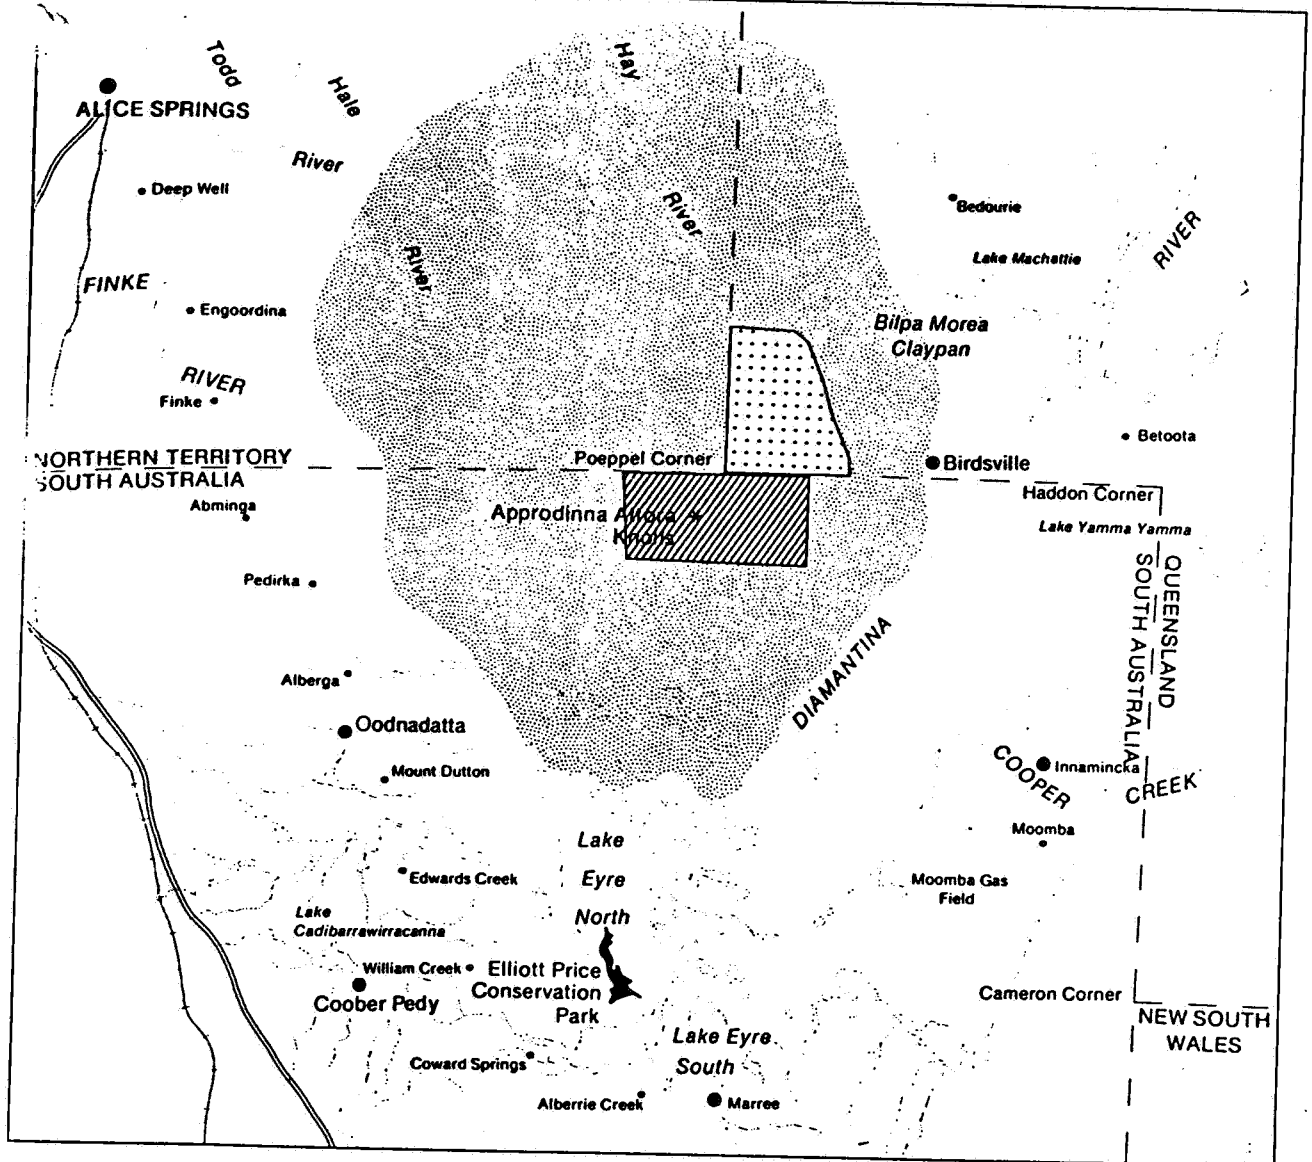 Todd
Hale
Hay
ALICE SPRINGS
River
Deep Well
River
Bedourie
RIVER
River
Lake Machattie
FINKE
Engoordina
Bilpa Morea
Claypan
RIVER
Finke
Betoota
NORTHERN TERRITORY
Poeppel Corner
Birdsville
SOUTH AUSTRALIA
Haddon Corner
Abminga
Approdinna Attora
Knolls
Lake Yamma Yamma
QUEENSLAND
SOUTH AUSTRALIA
Pedirka
Alberga
DIAMANTINA
Oodnadatta
Mount Dutton
COOPER
Innamincka
CREEK
Moomba
Lake
Eyre
North
Edwards Creek
Moomba Gas
Field
Lake
Cadibarrawirracanna
William Creek
Elliott Price
Conservation
Park
Coober Pedy
Cameron Corner
NEW SOUTH
WALES
Lake Eyre
South
Coward Springs
Alberrie Creek
Marree